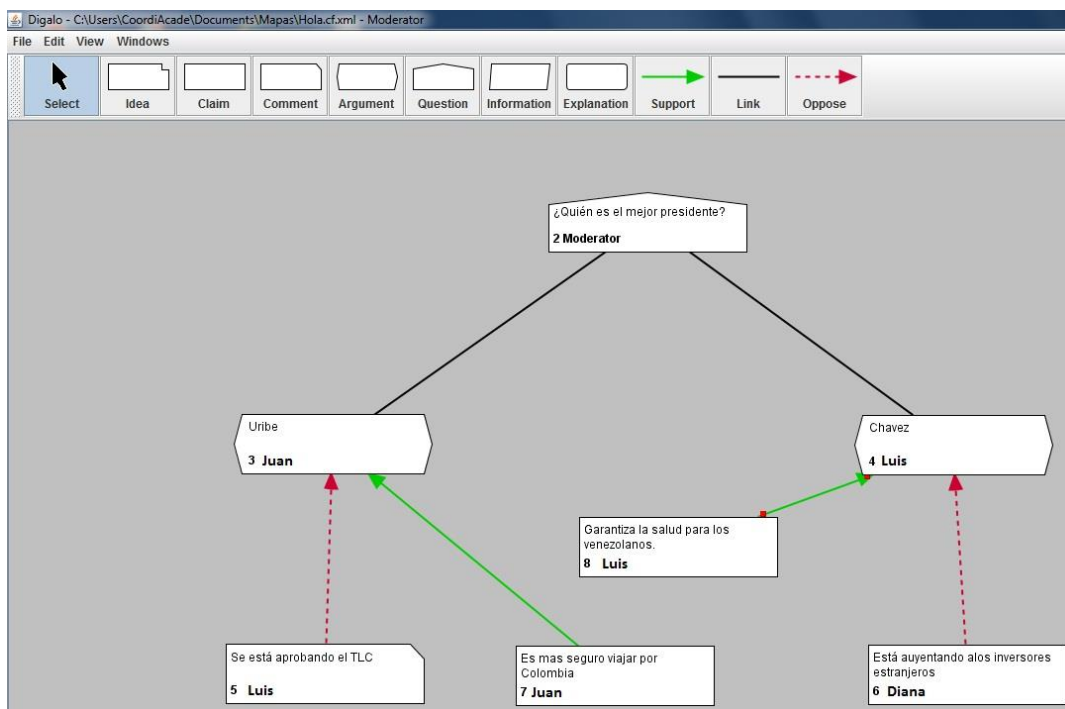 Digalo - C:\Users\CoordiAcade\Documents\Mapas\Hola.cf.xml - Moderator
File Edit View Windows
Select Idea Claim Comment Argument Question Information Explanation Support Link Oppose
¿Quién es el mejor presidente?
2 Moderator
Uribe
3 Juan
Chavez
4 Luis
Garantiza la salud para los
venezolanos.
8 Luis
Se está aprobando el TLC
5 Luis
Es mas seguro viajar por
Colombia
7 Juan
Está auyentando alos inversores
estranjeros
6 Diana